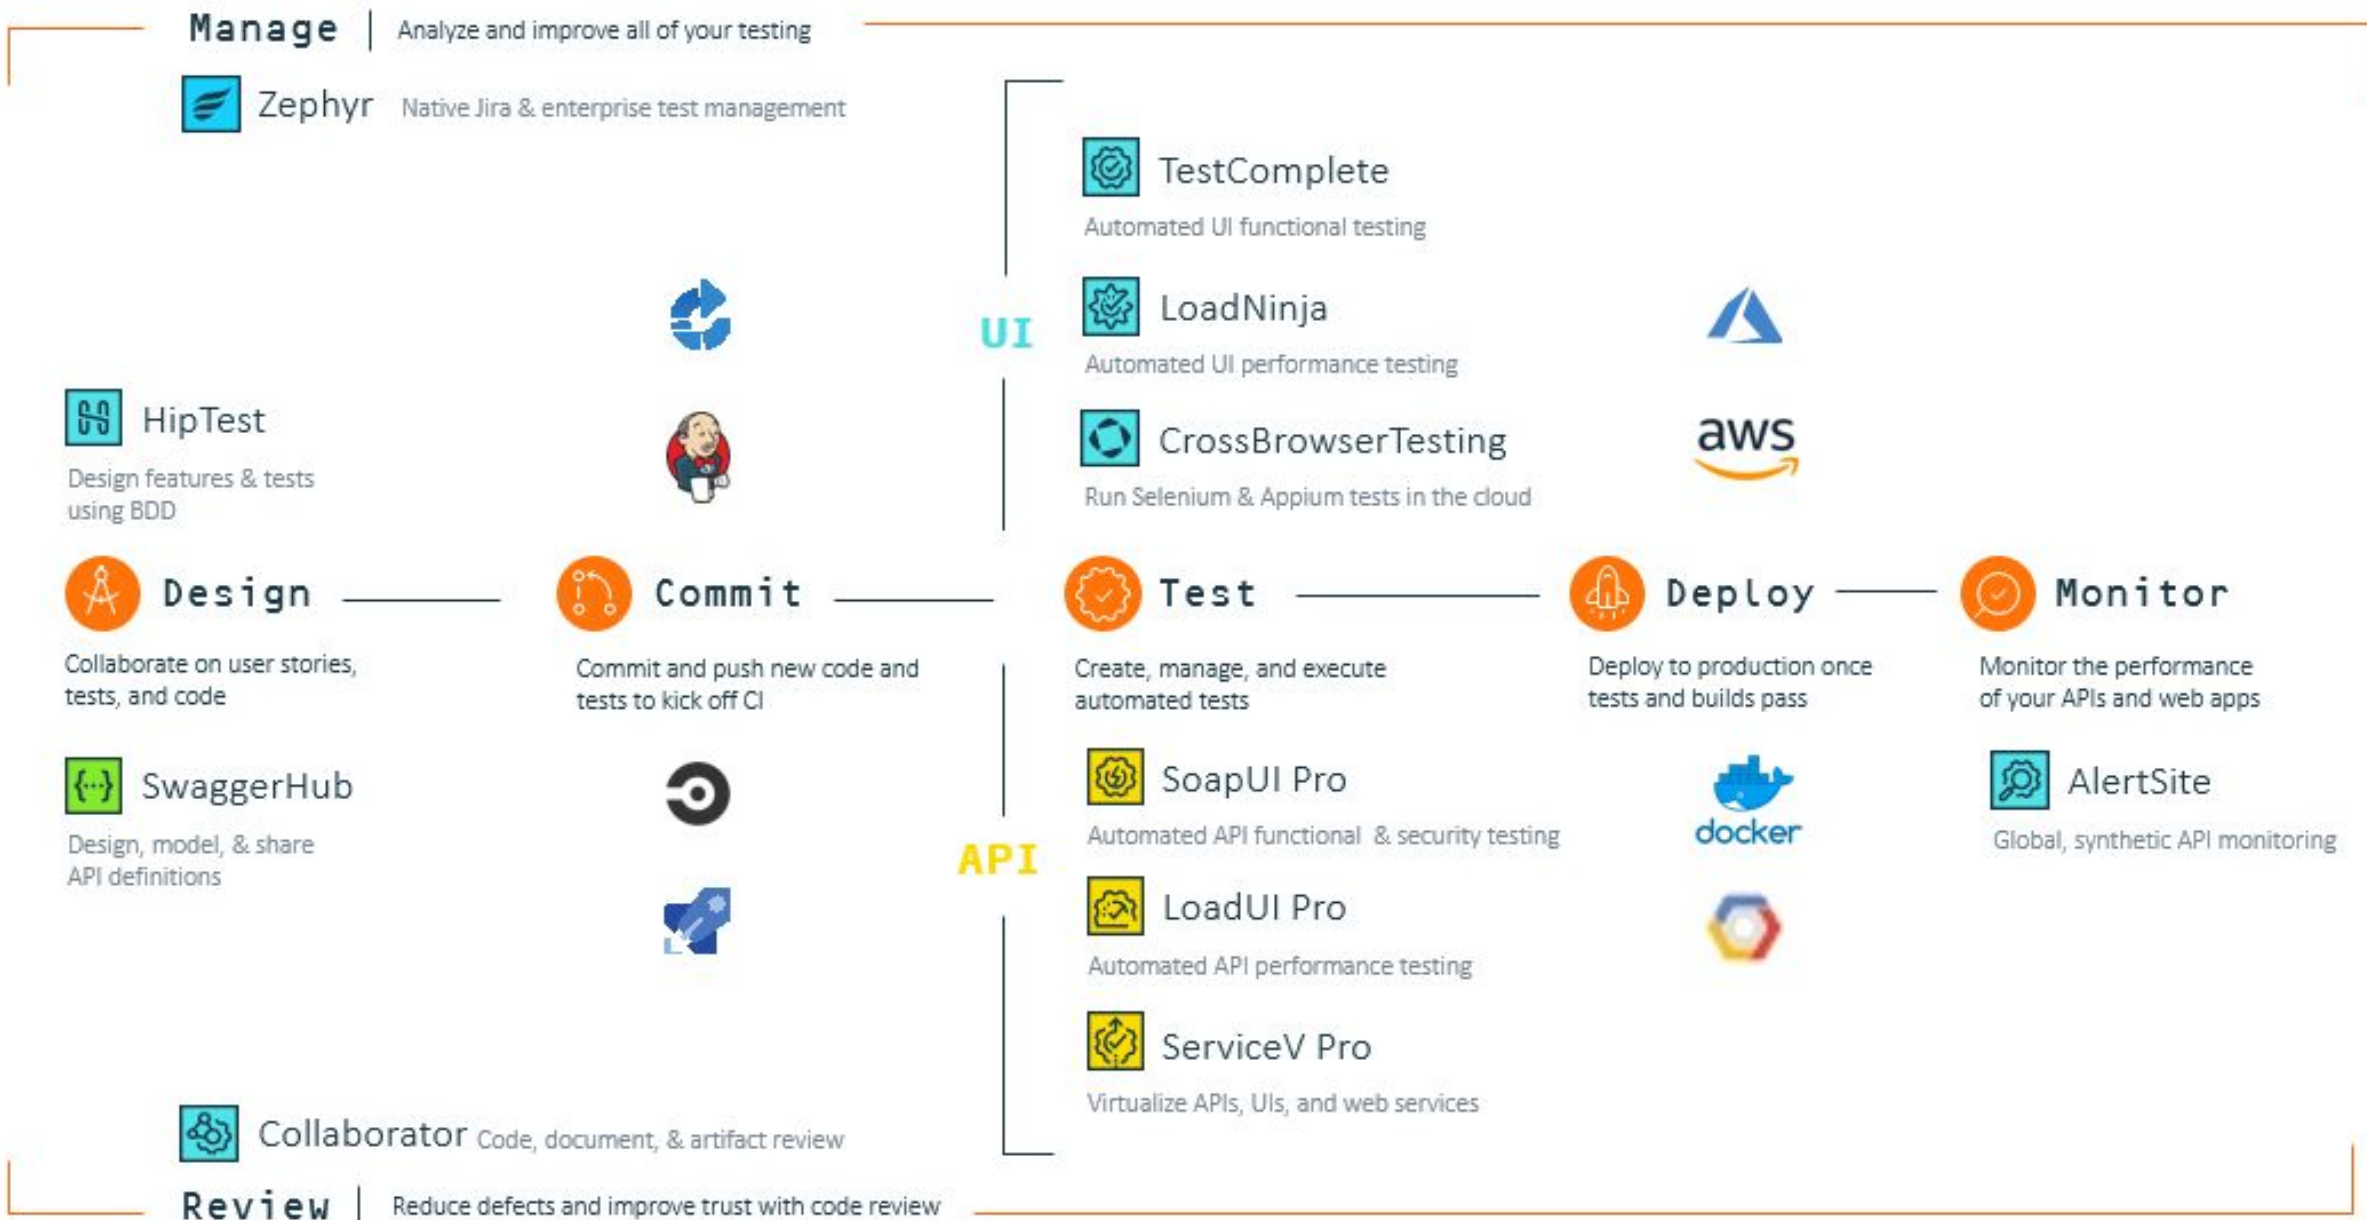 Manage | Analyze and improve all of your testing
Zephyr Native Jira & enterprise test management
HipTest
Design features & tests
using BDD
UI
TestComplete
Automated UI functional testing
LoadNinja
Automated UI performance testing
CrossBrowserTesting
Run Selenium & Appium tests in the cloud
aws
Design
Collaborate on user stories,
tests, and code
Commit
Commit and push new code and
tests to kick off CI
Test
Create, manage, and execute
automated tests
Deploy
Deploy to production once
tests and builds pass
Monitor
Monitor the performance
of your APIs and web apps
SwaggerHub
Design, model, & share
API definitions
API
SoapUI Pro
Automated API functional & security testing
LoadUI Pro
Automated API performance testing
ServiceV Pro
Virtualize APIs, UIs, and web services
docker
AlertSite
Global, synthetic API monitoring
Collaborator Code, document, & artifact review
Review | Reduce defects and improve trust with code review